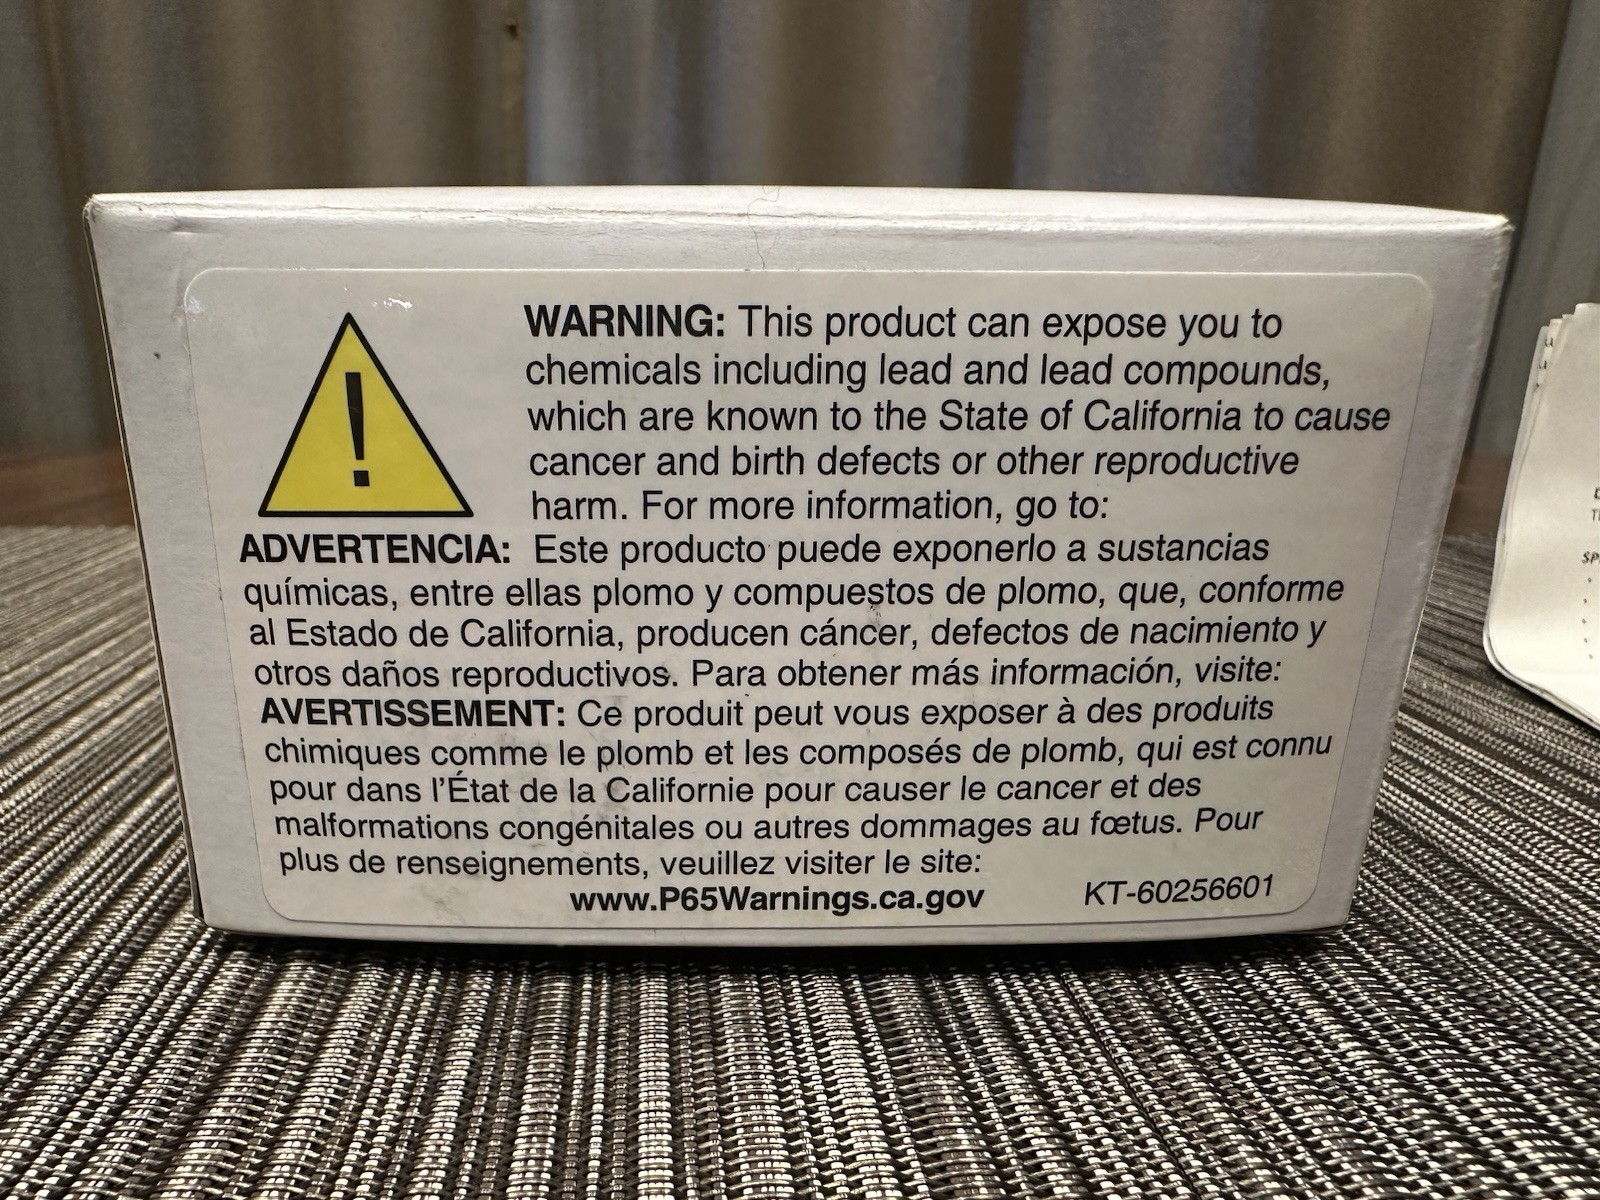 WARNING: This product can expose you to
chemicals including lead and lead compounds,
which are known to the State of California to cause
cancer and birth defects or other reproductive
harm. For more information, go to:
ADVERTENCIA: Este producto puede exponerlo a sustancias
químicas, entre ellas plomo y compuestos de plomo, que, conforme
al Estado de California, producen cáncer, defectos de nacimiento y
otros daños reproductivos. Para obtener más información, visite:
AVERTISSEMENT: Ce produit peut vous exposer à des produits
chimiques comme le plomb et les composés de plomb, qui est connu
pour dans l'État de la Californie pour causer le cancer et des
malformations congénitales ou autres dommages au fœtus. Pour
plus de renseignements, veuillez visiter le site:
www.P65Warnings.ca.gov
KT-60256601